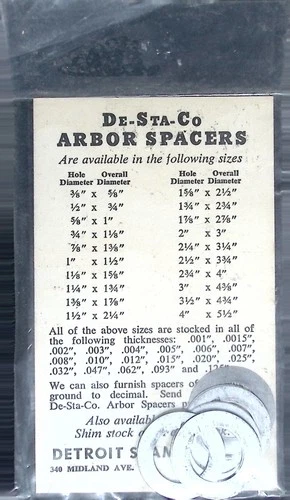 DE-STA-CO
ARBOR SPACERS
Are available in the following sizes
Hole Overall Hole Overall
Diameter Diameter Diameter Diameter
⅜" x ⅝" 1⅝" x 2½"
½" x ¾" 1¾" x 2¾"
⅝" x 1" 1⅞" x 2⅞"
¾" x 1⅛" 2" x 3"
⅞" x 1⅜" 2¼" x 3¼"
1" x 1½" 2½" x 3¾"
1⅛" x 1⅝" 2¾" x 4"
1¼" x 1¾" 3" x 4⅜"
1⅜" x 1⅞" 3½" x 4¾"
1½" x 2¼" 4" x 5½"
All of the above sizes are stocked in all of
the following thicknesses: .001", .0015",
.002", .003", .004", .005", .006", .007",
.008", .010", .012", .015", .020", .025",
.032", .047", .062", .093" and .125"
We can also furnish spacers of
ground to decimal. Send
De-Sta-Co. Arbor Spacers
Also
Shim stock
DETROIT
340 MIDLAND AVE.